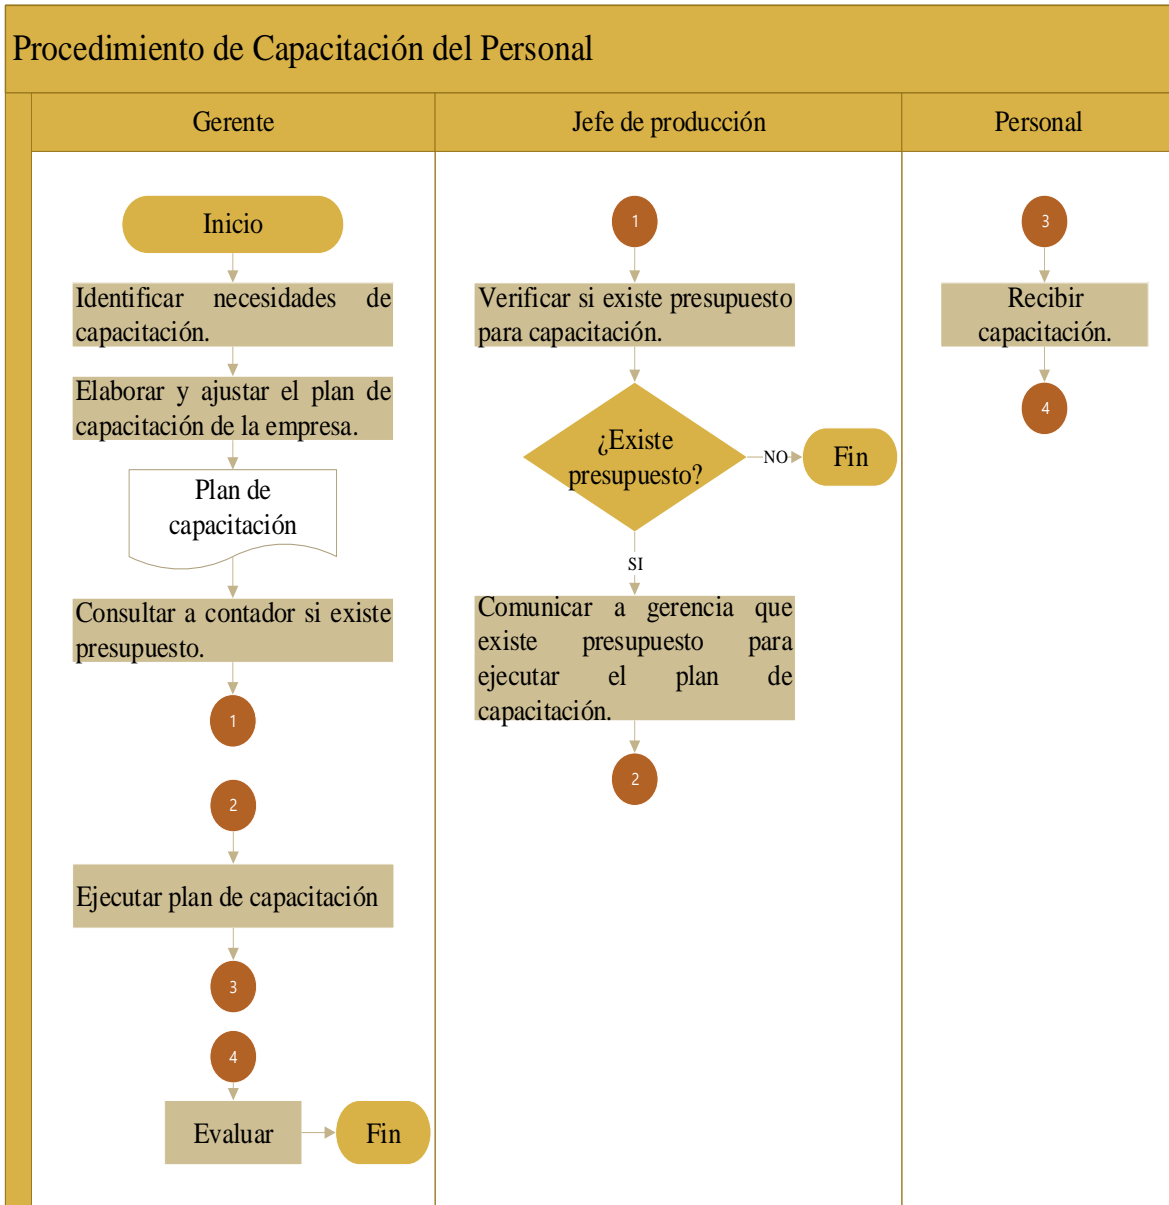 Procedimiento de Capacitación del Personal
Gerente
Jefe de producción
Personal
Inicio
Identificar necesidades de
capacitación.
Elaborar y ajustar el plan de
capacitación de la empresa.
Plan de
capacitación
Consultar a contador si existe
presupuesto.
1
2
Ejecutar plan de capacitación
3
4
Evaluar
Fin
1
Verificar si existe presupuesto
para capacitación.
¿Existe
presupuesto?
NO
Fin
SI
Comunicar a gerencia que
existe presupuesto para
ejecutar el plan de
capacitación.
2
3
Recibir
capacitación.
4